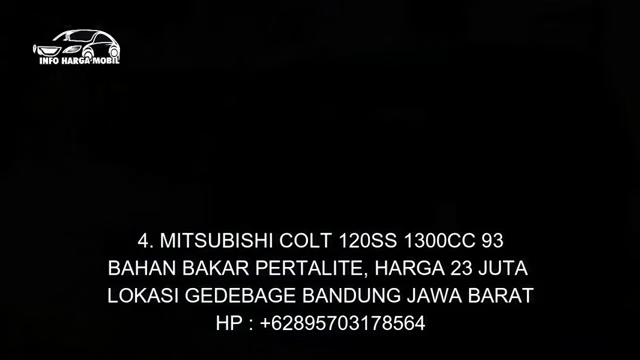 INFO HARGA MOBIL
4. MITSUBISHI COLT 120SS 1300CC 93
BAHAN BAKAR PERTALITE, HARGA 23 JUTA
LOKASI GEDEBAGE BANDUNG JAWA BARAT
HP : +62895703178564